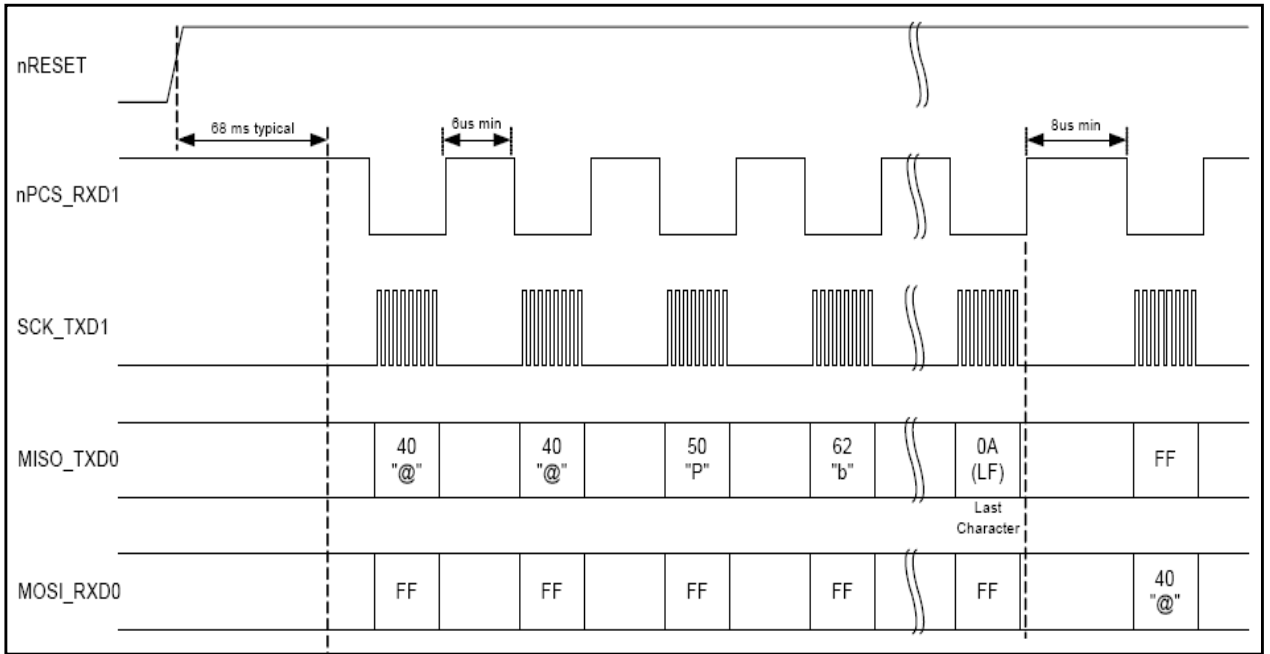 nRESET
68 ms typical
6us min
8us min
nPCS_RXD1
SCK_TXD1
MISO_TXD0
40
"@"
40
"@"
50
"P"
62
"b"
0A
(LF)
FF
Last
Character
MOSI_RXD0
FF
FF
FF
FF
FF
40
"@"